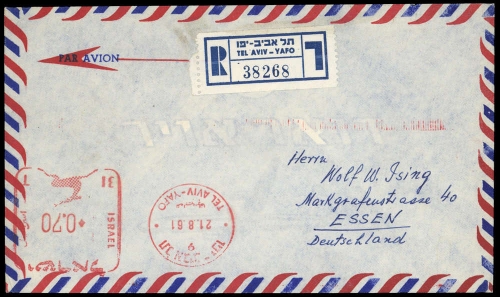 PAR AVION
תל אביב-יפו
TEL AVIV-YAFO
R
38268
ר
ISRAEL
0.70
ישראל
TEL AVIV-YAFO
21.8.61
Herrn
Wolf W. Ising
Markgrafenstrasse 40
ESSEN
Deutschland